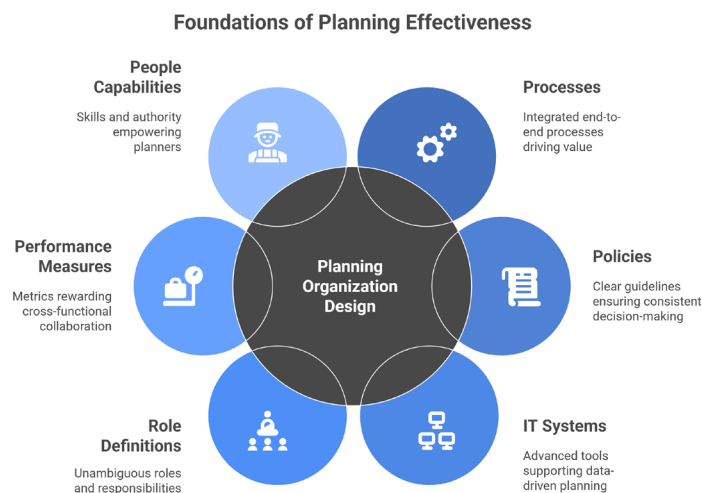 Foundations of Planning Effectiveness
People
Capabilities
Skills and authority
empowering
planners
Processes
Integrated end-to-
end processes
driving value
Performance
Measures
Metrics rewarding
cross-functional
collaboration
Planning
Organization
Design
Policies
Clear guidelines
ensuring consistent
decision-making
Role
Definitions
Unambiguous roles
and responsibilities
IT Systems
Advanced tools
supporting data-
driven planning